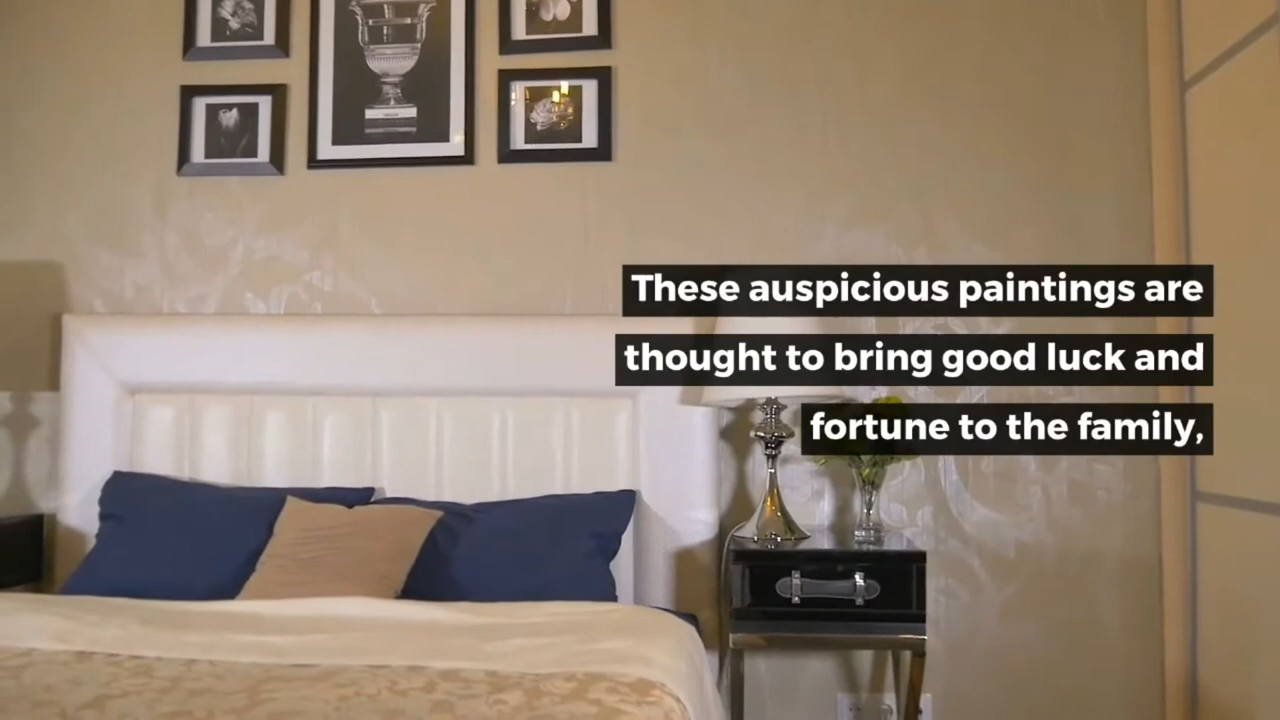 These auspicious paintings are
thought to bring good luck and
fortune to the family,